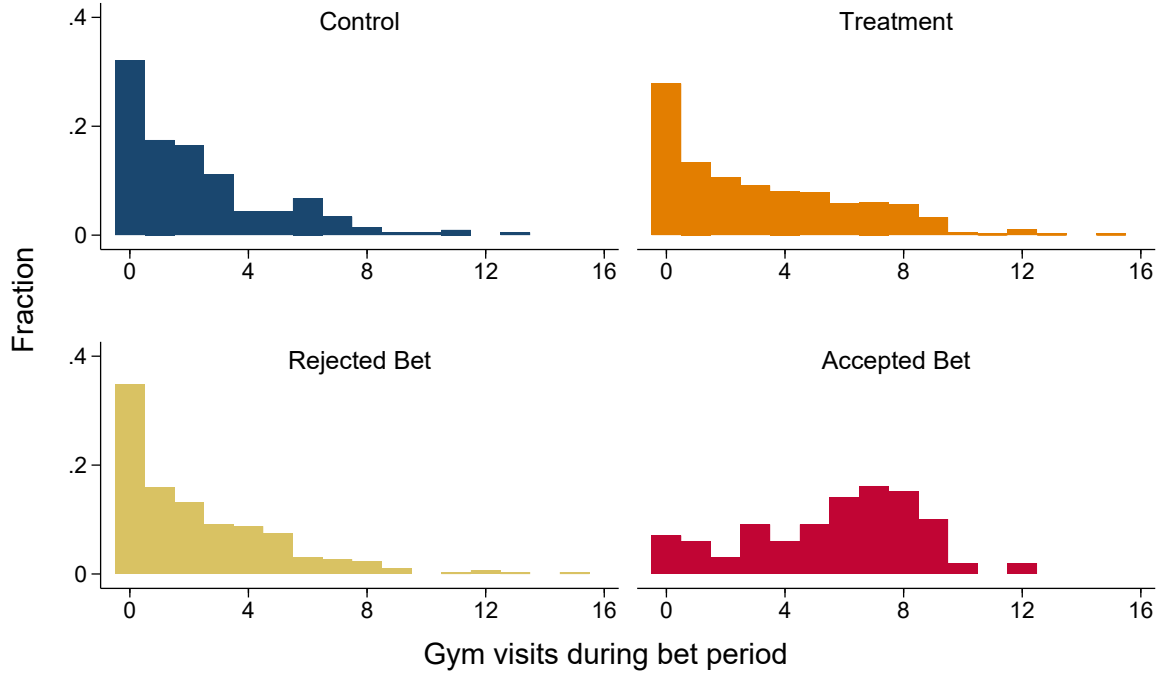 Control
Treatment
.4
.2
0
0 4 8 12 16
0 4 8 12 16
Fraction
Rejected Bet
Accepted Bet
.4
.2
0
0 4 8 12 16
0 4 8 12 16
Gym visits during bet period